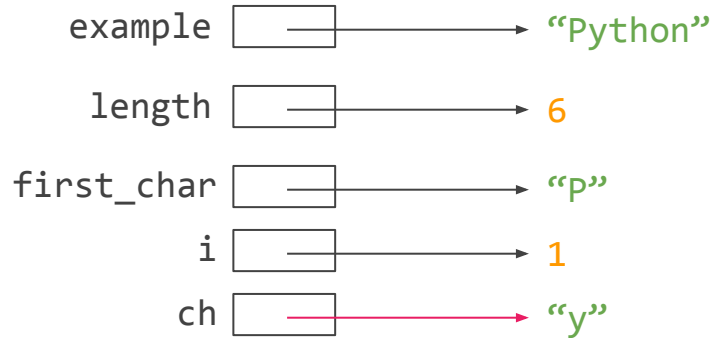 example “Python”
length 6
first_char “P”
i 1
ch “y”